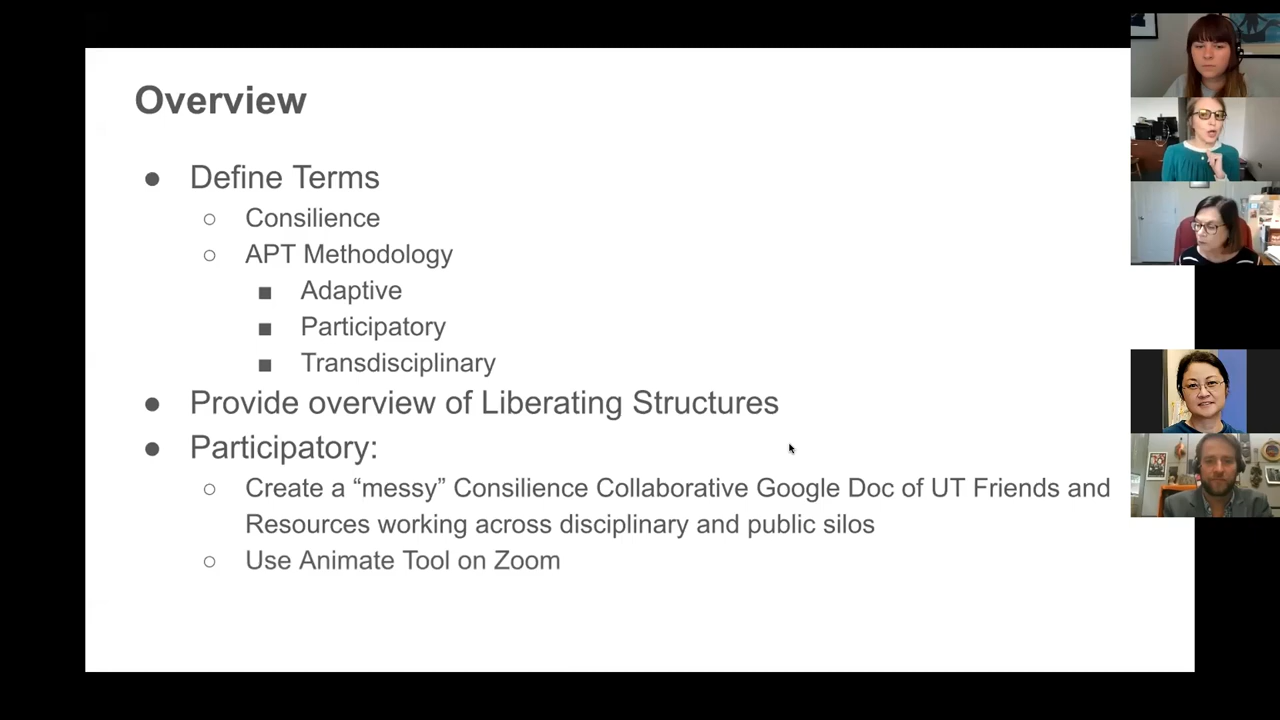 Overview
● Define Terms
○ Consilience
○ APT Methodology
■ Adaptive
■ Participatory
■ Transdisciplinary
● Provide overview of Liberating Structures
● Participatory:
○ Create a “messy” Consilience Collaborative Google Doc of UT Friends and
Resources working across disciplinary and public silos
○ Use Animate Tool on Zoom